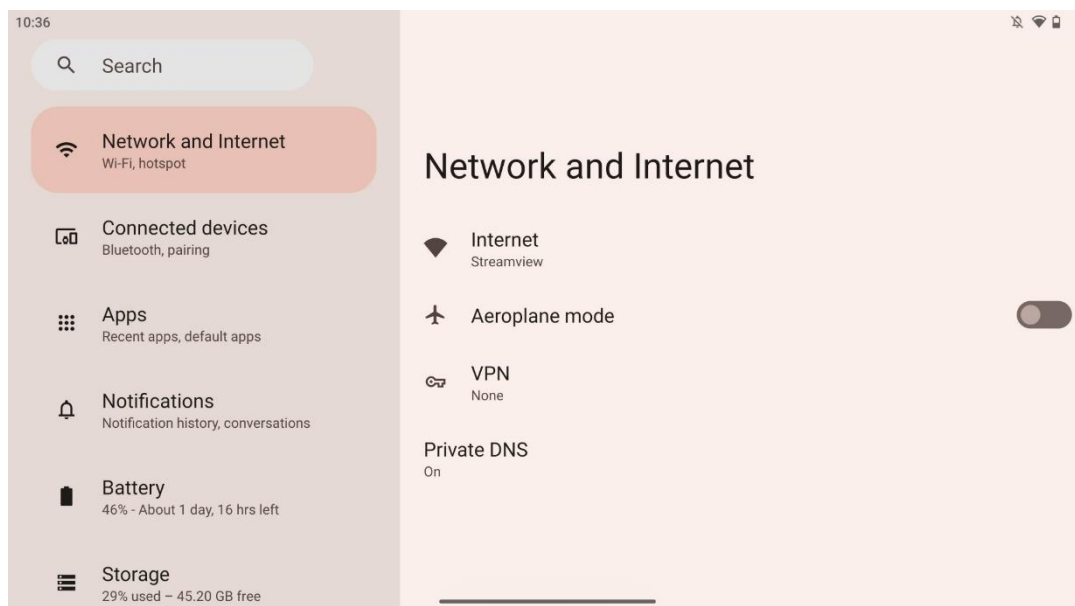 10:36
Search
Network and Internet
Wi-Fi, hotspot
Connected devices
Bluetooth, pairing
Apps
Recent apps, default apps
Notifications
Notification history, conversations
Battery
46% - About 1 day, 16 hrs left
Storage
29% used – 45.20 GB free
Network and Internet
Internet
Streamview
Aeroplane mode
VPN
None
Private DNS
On